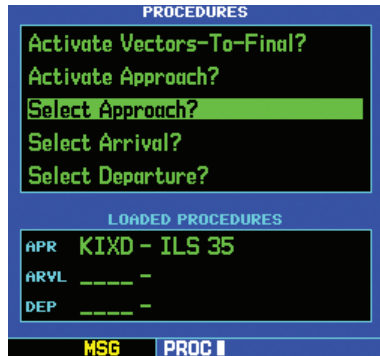 PROCEDURES
Activate Vectors-To-Final?
Activate Approach?
Select Approach?
Select Arrival?
Select Departure?
LOADED PROCEDURES
APR KIXD - ILS 35
ARVL ____ -
DEP ____ -
MSG PROC